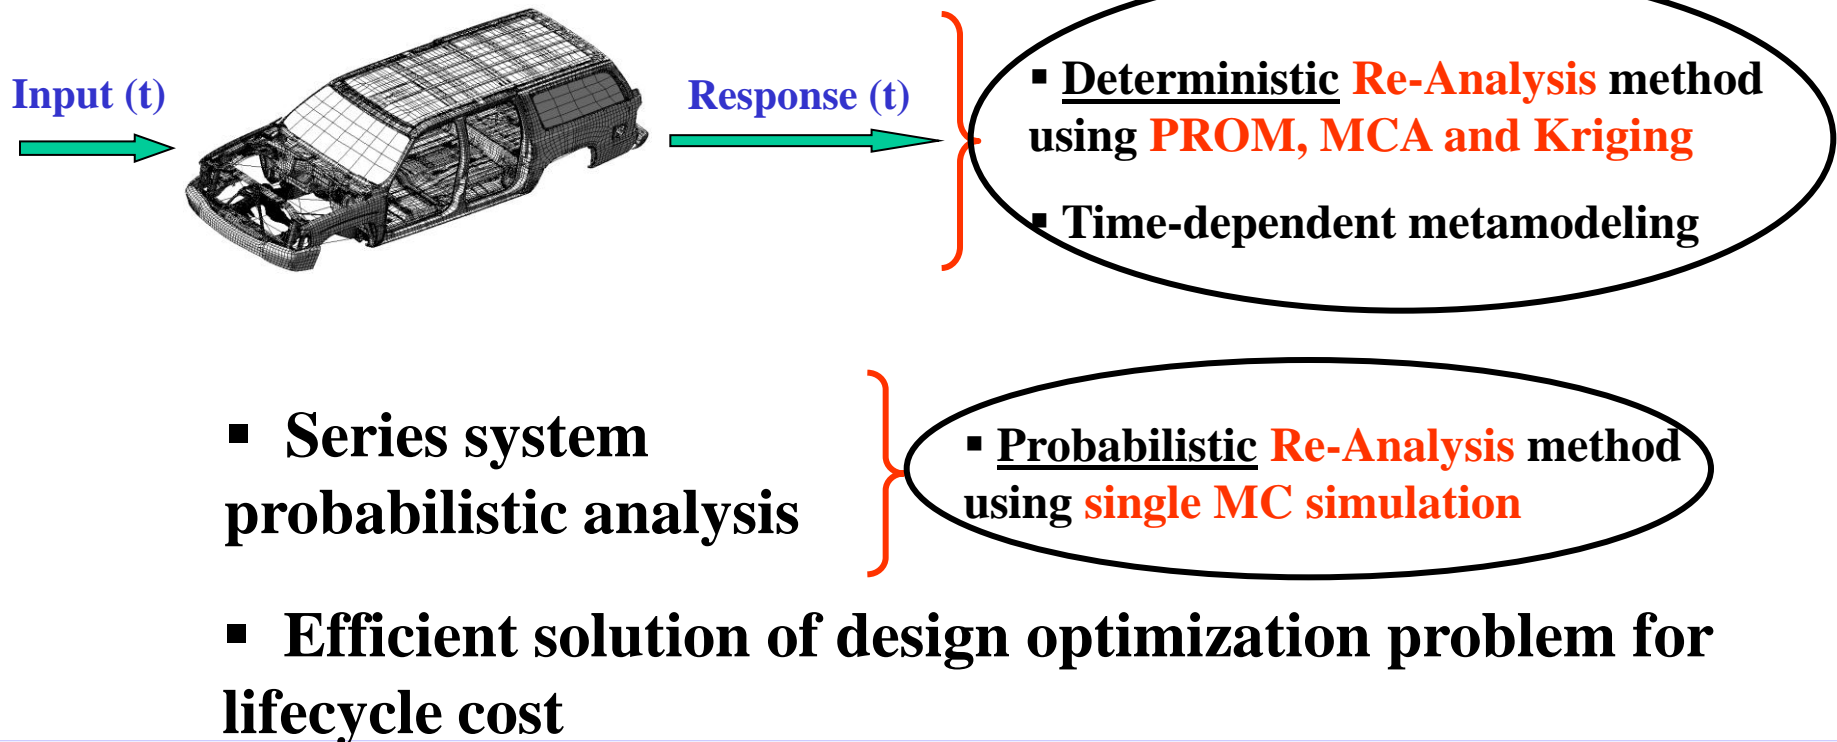 Input (t)
Response (t)
▪ Deterministic Re-Analysis method
using PROM, MCA and Kriging
▪ Time-dependent metamodeling
▪ Series system
probabilistic analysis
▪ Probabilistic Re-Analysis method
using single MC simulation
▪ Efficient solution of design optimization problem for
lifecycle cost